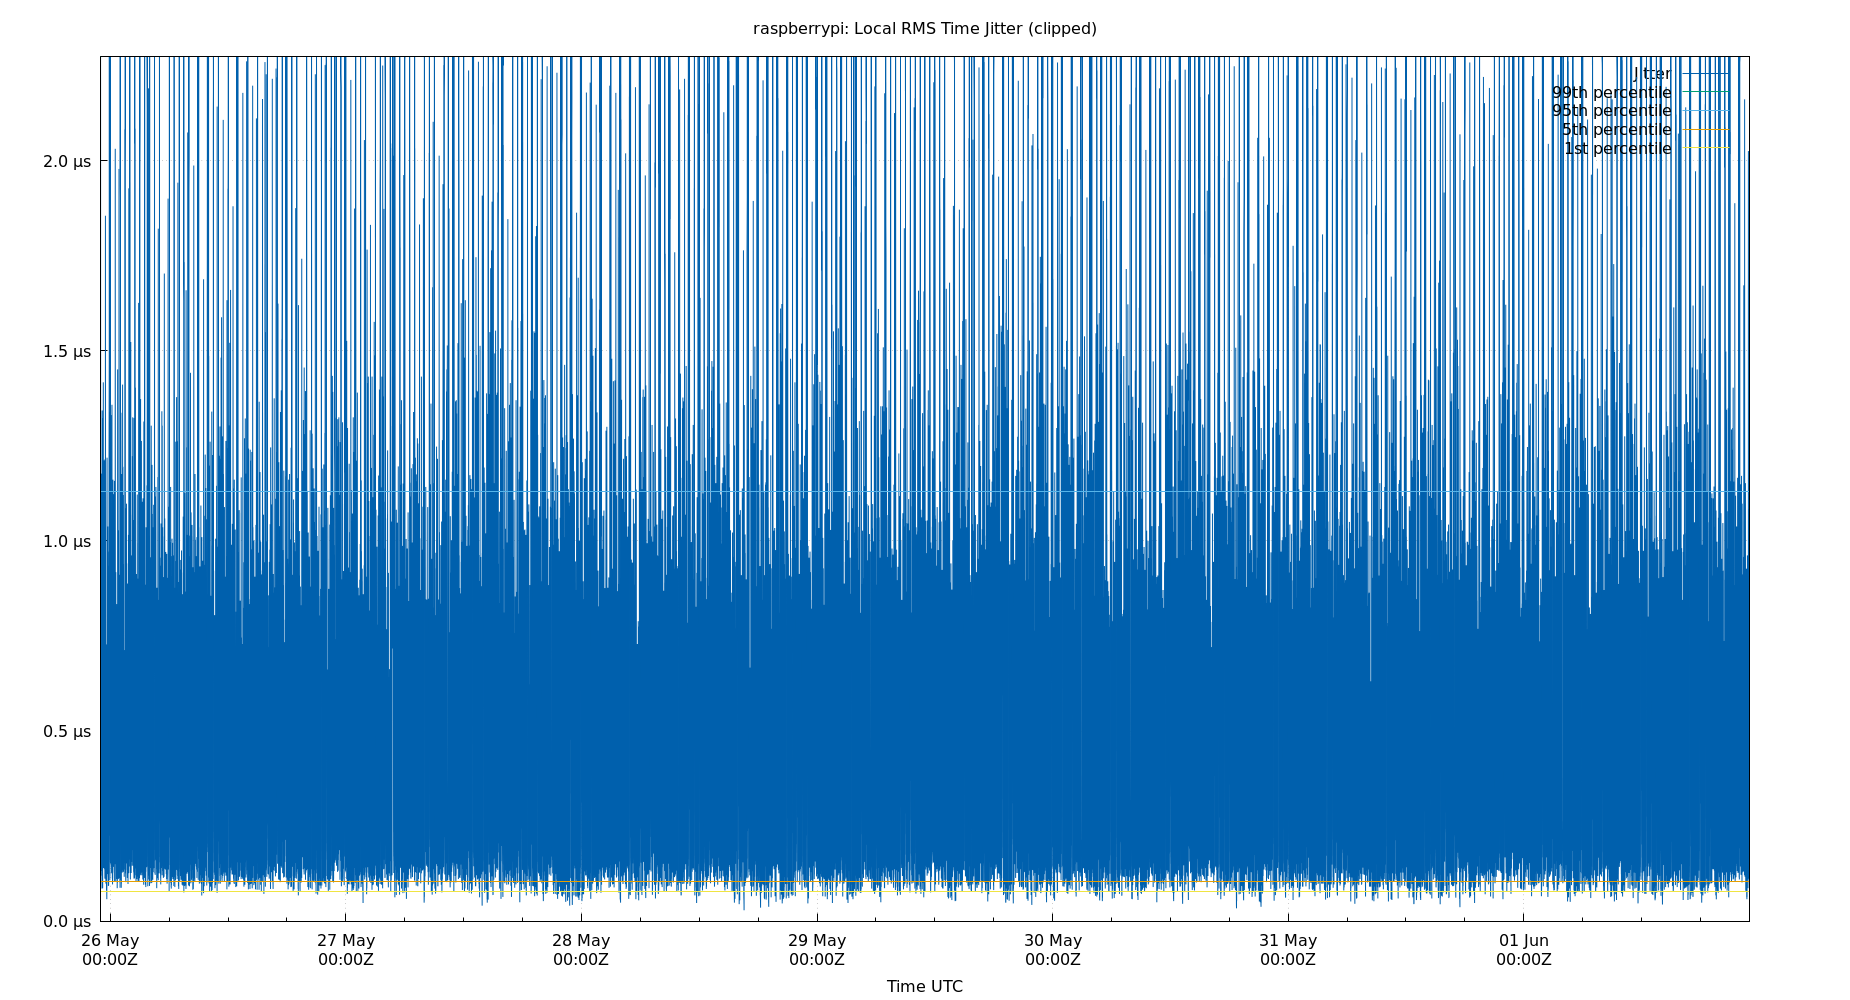 raspberrypi: Local RMS Time Jitter (clipped)
Jitter
99th percentile
95th percentile
5th percentile
1st percentile
2.0 μs
1.5 μs
1.0 μs
0.5 μs
0.0 μs
26 May 27 May 28 May 29 May 30 May 31 May 01 Jun
00:00Z 00:00Z 00:00Z 00:00Z 00:00Z 00:00Z 00:00Z
Time UTC